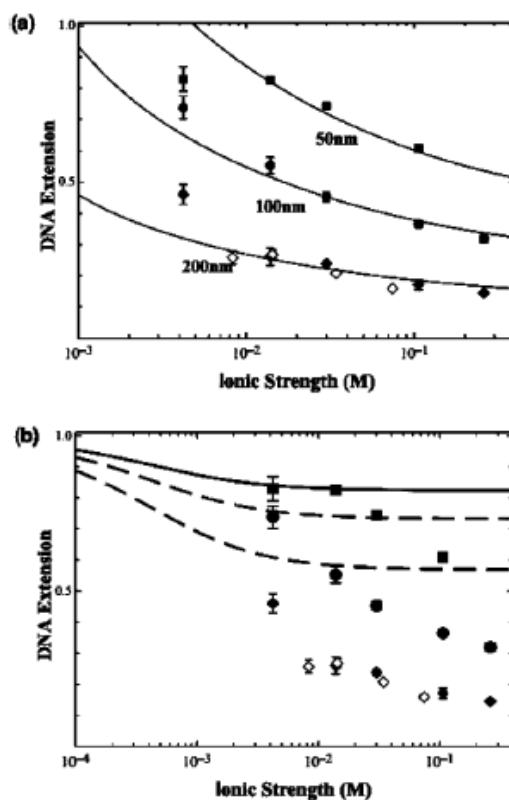 (a)
1.0
0.5
DNA Extension
50nm
100nm
200nm
10⁻³
10⁻²
10⁻¹
Ionic Strength (M)
(b)
1.0
0.5
DNA Extension
10⁻⁴
10⁻³
10⁻²
10⁻¹
Ionic Strength (M)